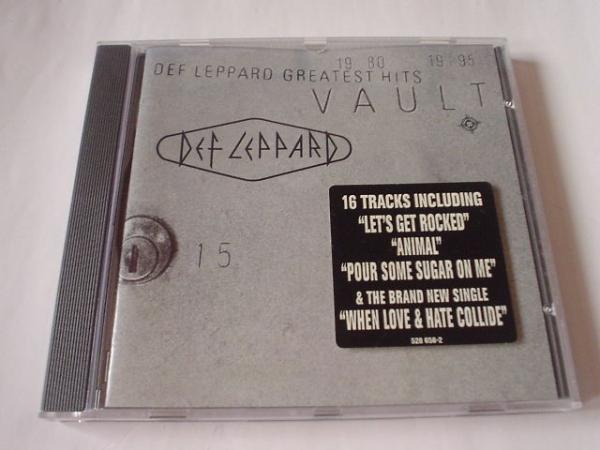 19 80 19 95
DEF LEPPARD GREATEST HITS
VAULT
DEF LEPPARD
15
16 TRACKS INCLUDING
"LET'S GET ROCKED"
"ANIMAL"
"POUR SOME SUGAR ON ME"
& THE BRAND NEW SINGLE
"WHEN LOVE & HATE COLLIDE"
528 656-2